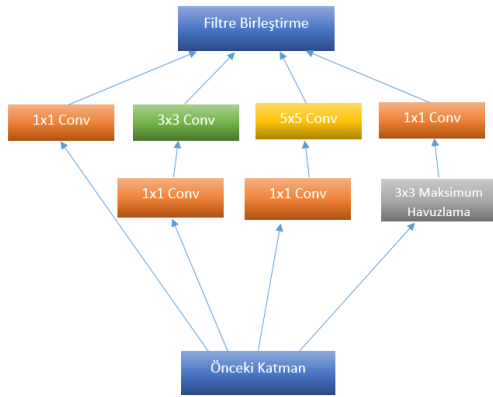 Filtre Birleştirme
1x1 Conv
3x3 Conv
5x5 Conv
1x1 Conv
1x1 Conv
1x1 Conv
3x3 Maksimum
Havuzlama
Önceki Katman